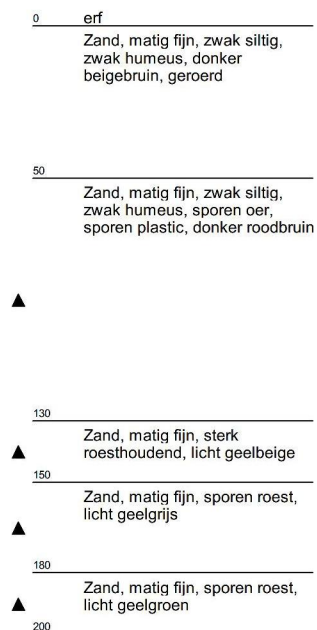 0 erf
Zand, matig fijn, zwak siltig,
zwak humeus, donker
beigebruin, geroerd
50
Zand, matig fijn, zwak siltig,
zwak humeus, sporen oer,
sporen plastic, donker roodbruin
130
Zand, matig fijn, sterk
roesthoudend, licht geelbeige
150
Zand, matig fijn, sporen roest,
licht geelgrijs
180
Zand, matig fijn, sporen roest,
licht geelgroen
200